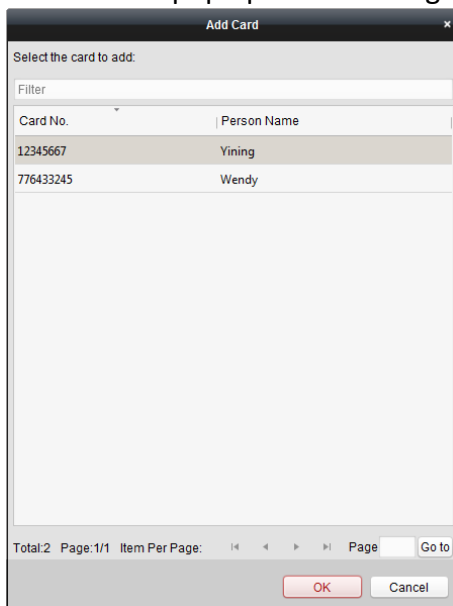 Add Card ×
Select the card to add:
Filter
Card No. Person Name
12345667 Yining
776433245 Wendy
Total:2 Page:1/1 Item Per Page: Page Go to
OK Cancel